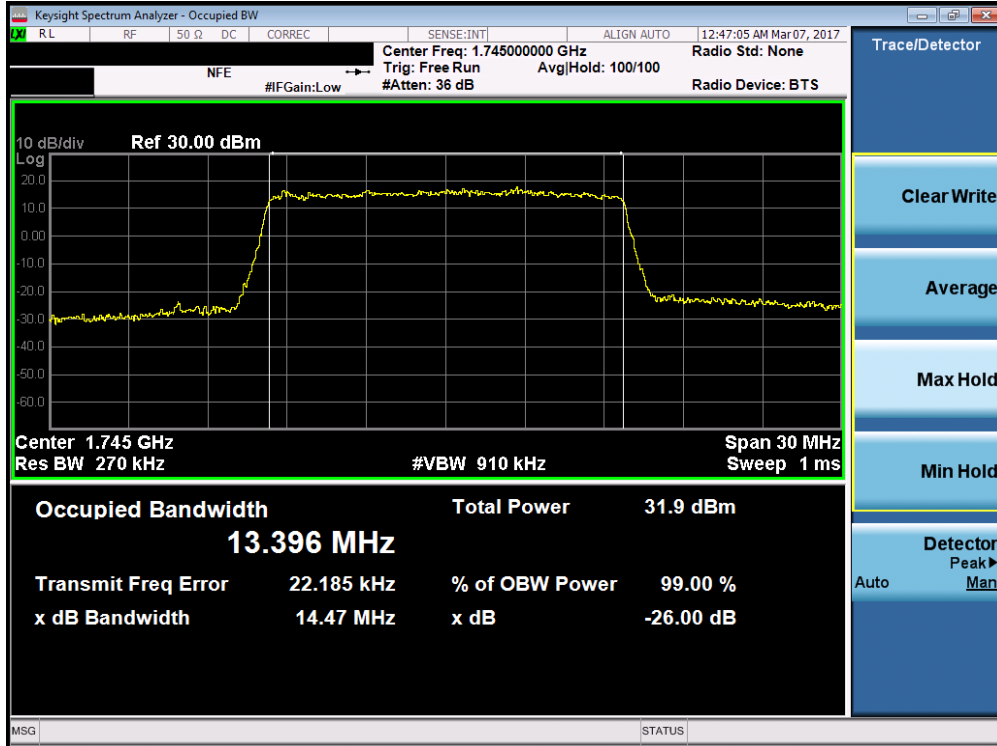 Keysight Spectrum Analyzer - Occupied BW
LXI RL RF 50 Ω DC CORREC SENSE:INT ALIGN AUTO 12:47:05 AM Mar 07, 2017
Center Freq: 1.745000000 GHz Radio Std: None
NFE Trig: Free Run Avg|Hold: 100/100
#IFGain:Low #Atten: 36 dB Radio Device: BTS
10 dB/div Ref 30.00 dBm
Log
20.0
10.0
0.00
-10.0
-20.0
-30.0
-40.0
-50.0
-60.0
Center 1.745 GHz Span 30 MHz
Res BW 270 kHz #VBW 910 kHz Sweep 1 ms
Occupied Bandwidth Total Power 31.9 dBm
13.396 MHz
Transmit Freq Error 22.185 kHz % of OBW Power 99.00 %
x dB Bandwidth 14.47 MHz x dB -26.00 dB
MSG STATUS
Trace/Detector
Clear Write
Average
Max Hold
Min Hold
Detector
Peak▶
Auto Man